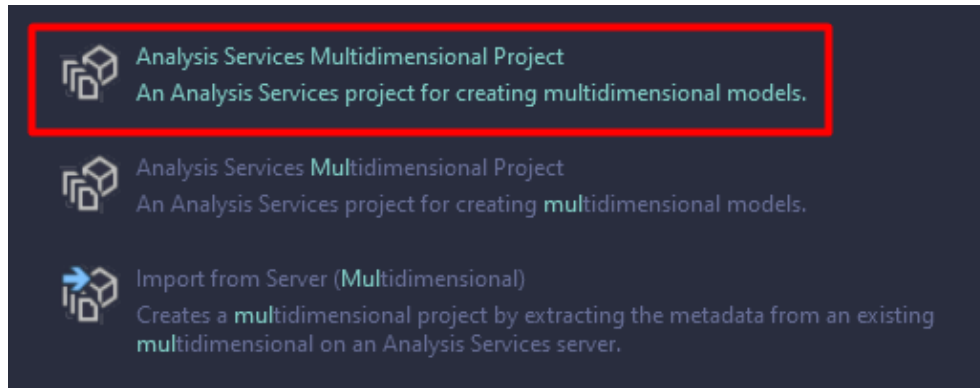 Analysis Services Multidimensional Project
An Analysis Services project for creating multidimensional models.
Analysis Services Multidimensional Project
An Analysis Services project for creating multidimensional models.
Import from Server (Multidimensional)
Creates a multidimensional project by extracting the metadata from an existing
multidimensional on an Analysis Services server.